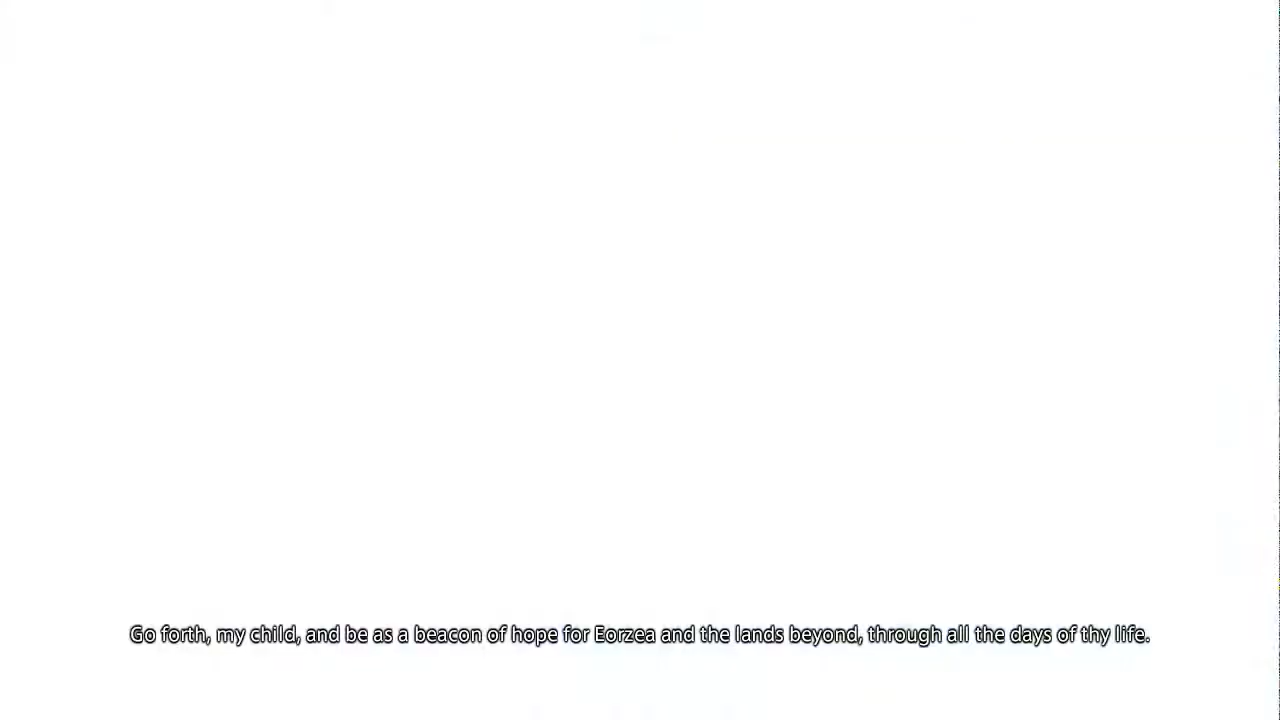 Go forth, my child, and be as a beacon of hope for Eorzea and the lands beyond, through all the days of thy life.